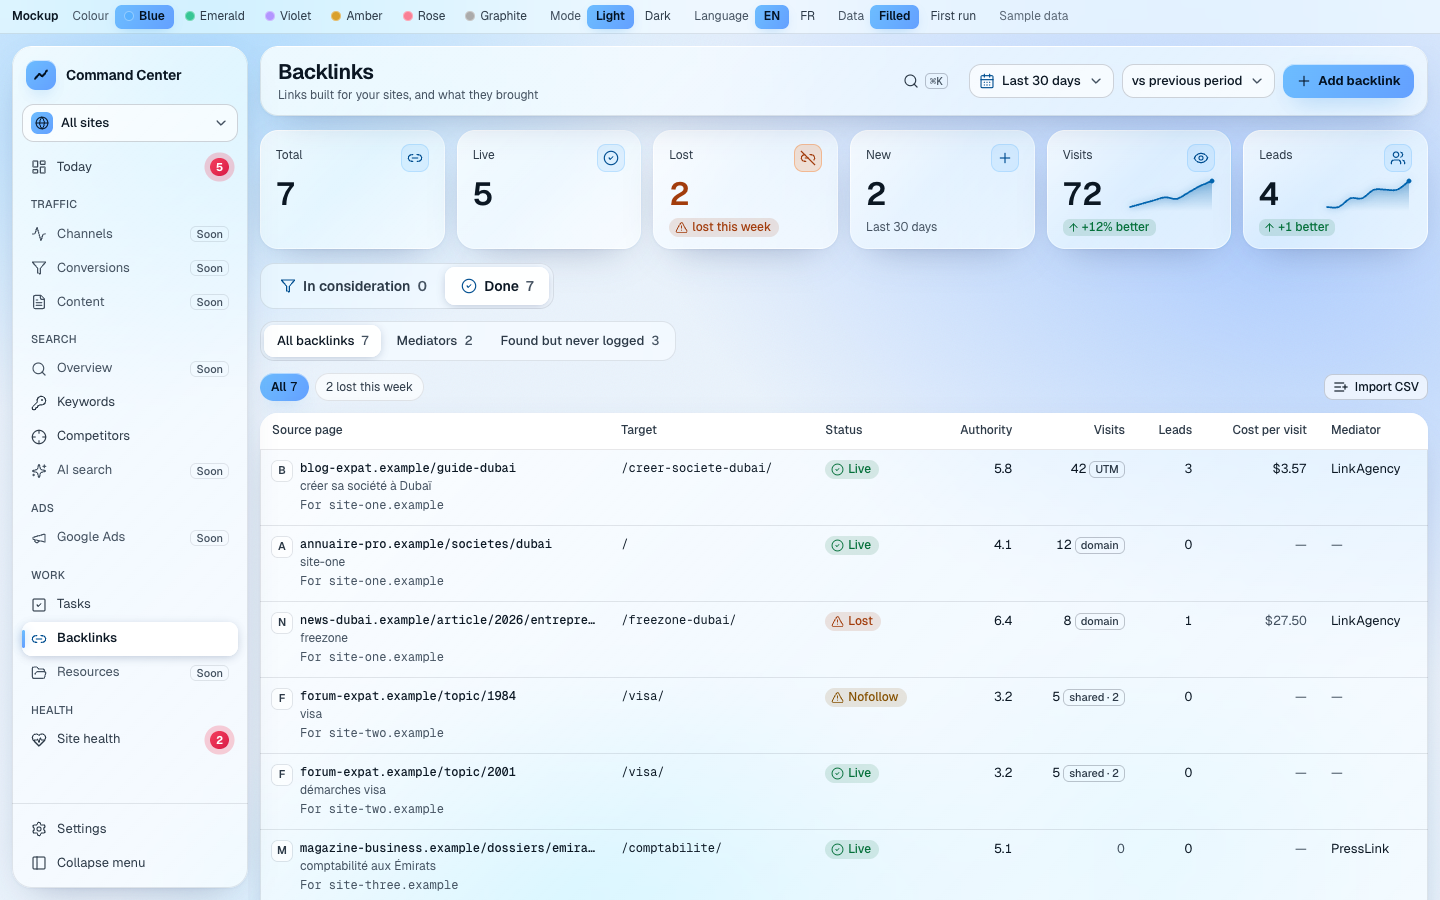 Mockup Colour Blue Emerald Violet Amber Rose Graphite Mode Light Dark Language EN FR Data Filled First run Sample data
Command Center
All sites
Today 5
TRAFFIC
Channels Soon
Conversions Soon
Content Soon
SEARCH
Overview Soon
Keywords
Competitors
AI search Soon
ADS
Google Ads Soon
WORK
Tasks
Backlinks
Resources Soon
HEALTH
Site health 2
Settings
Collapse menu
Backlinks
Links built for your sites, and what they brought
⌘K Last 30 days vs previous period Add backlink
Total
7
Live
5
Lost
2
lost this week
New
2
Last 30 days
Visits
72
+12% better
Leads
4
+1 better
In consideration 0 Done 7
All backlinks 7 Mediators 2 Found but never logged 3
All 7 2 lost this week Import CSV
Source page Target Status Authority Visits Leads Cost per visit Mediator
B blog-expat.example/guide-dubai /creer-societe-dubai/ Live 5.8 42 UTM 3 $3.57 LinkAgency
créer sa société à Dubaï
For site-one.example
A annuaire-pro.example/societes/dubai / Live 4.1 12 domain 0 — —
site-one
For site-one.example
N news-dubai.example/article/2026/entrepre… /freezone-dubai/ Lost 6.4 8 domain 1 $27.50 LinkAgency
freezone
For site-one.example
F forum-expat.example/topic/1984 /visa/ Nofollow 3.2 5 shared · 2 0 — —
visa
For site-two.example
F forum-expat.example/topic/2001 /visa/ Live 3.2 5 shared · 2 0 — —
démarches visa
For site-two.example
M magazine-business.example/dossiers/emira… /comptabilite/ Live 5.1 0 0 — PressLink
comptabilité aux Émirats
For site-three.example